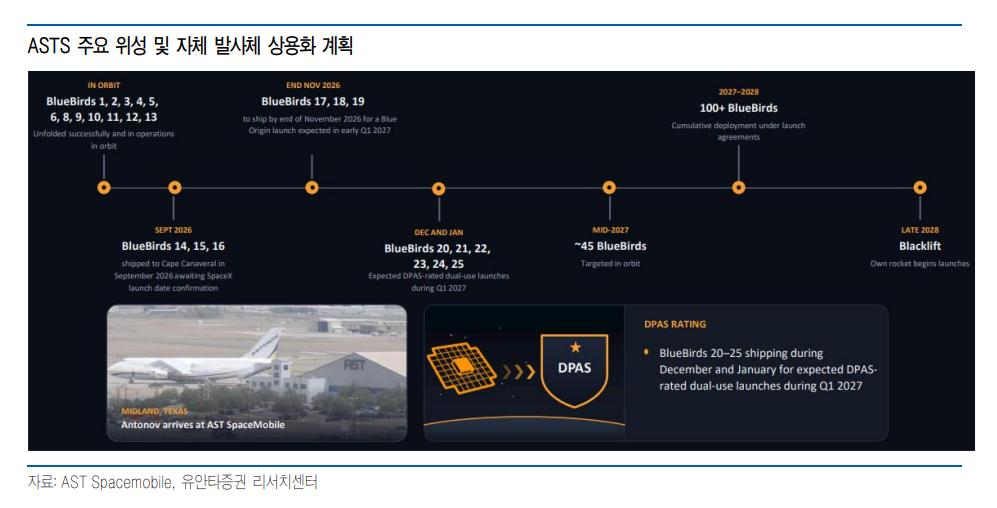 ASTS 주요 위성 및 자체 발사체 상용화 계획
IN ORBIT
BlueBirds 1, 2, 3, 4, 5,
6, 8, 9, 10, 11, 12, 13
Unfolded successfully and in operations
in orbit
END NOV 2026
BlueBirds 17, 18, 19
to ship by end of November 2026 for a Blue
Origin launch expected in early Q1 2027
2027–2028
100+ BlueBirds
Cumulative deployment under launch
agreements
SEPT 2026
BlueBirds 14, 15, 16
shipped to Cape Canaveral in
September 2026 awaiting SpaceX
launch date confirmation
DEC AND JAN
BlueBirds 20, 21, 22,
23, 24, 25
Expected DPAS-rated dual-use launches
during Q1 2027
MID-2027
~45 BlueBirds
Targeted in orbit
LATE 2028
Blacklift
Own rocket begins launches
ANTONOV
AST
MIDLAND, TEXAS
Antonov arrives at AST SpaceMobile
DPAS
DPAS RATING
BlueBirds 20–25 shipping during
December and January for expected DPAS-
rated dual-use launches during Q1 2027
자료: AST Spacemobile, 유안타증권 리서치센터